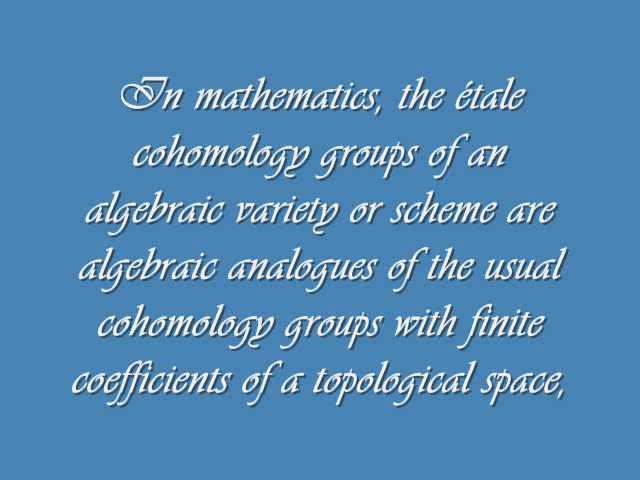 In mathematics, the étale
cohomology groups of an
algebraic variety or scheme are
algebraic analogues of the usual
cohomology groups with finite
coefficients of a topological space,